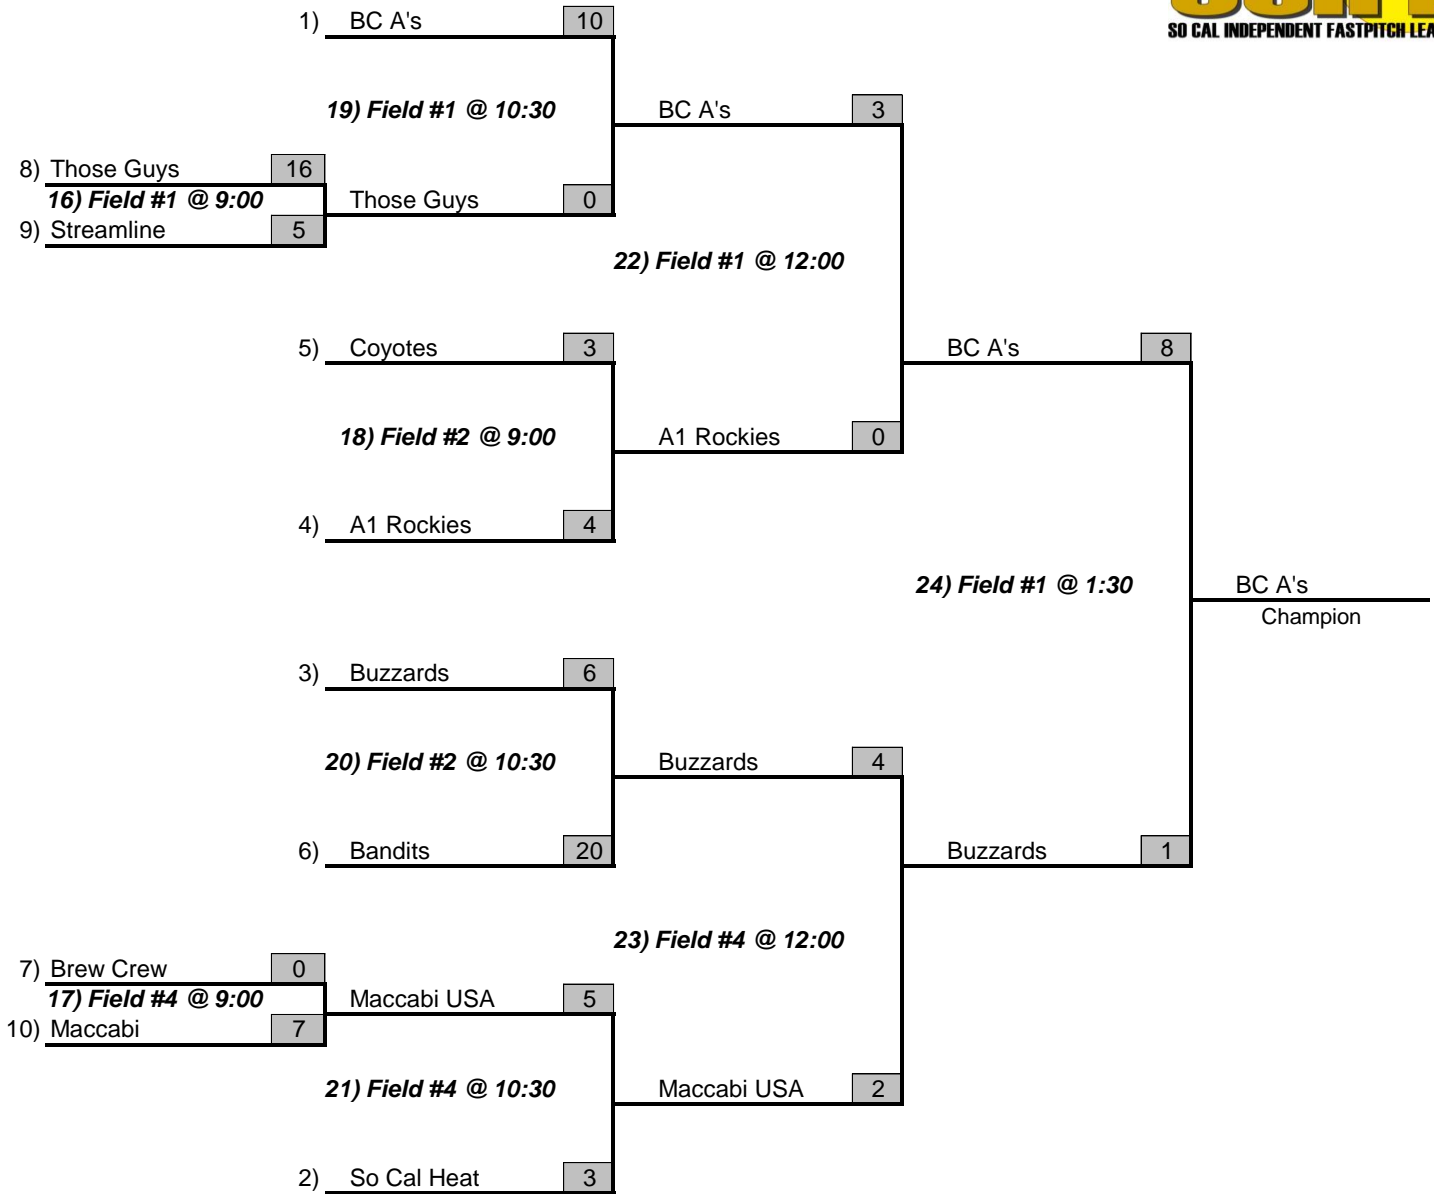 SO CAL INDEPENDENT FASTPITCH LEA
1) BC A's 10
19) Field #1 @ 10:30
BC A's 3
8) Those Guys 16
16) Field #1 @ 9:00
Those Guys 0
9) Streamline 5
22) Field #1 @ 12:00
5) Coyotes 3
BC A's 8
18) Field #2 @ 9:00
A1 Rockies 0
4) A1 Rockies 4
24) Field #1 @ 1:30
BC A's
Champion
3) Buzzards 6
20) Field #2 @ 10:30
Buzzards 4
6) Bandits 20
Buzzards 1
23) Field #4 @ 12:00
7) Brew Crew 0
17) Field #4 @ 9:00
Maccabi USA 5
10) Maccabi 7
21) Field #4 @ 10:30
Maccabi USA 2
2) So Cal Heat 3